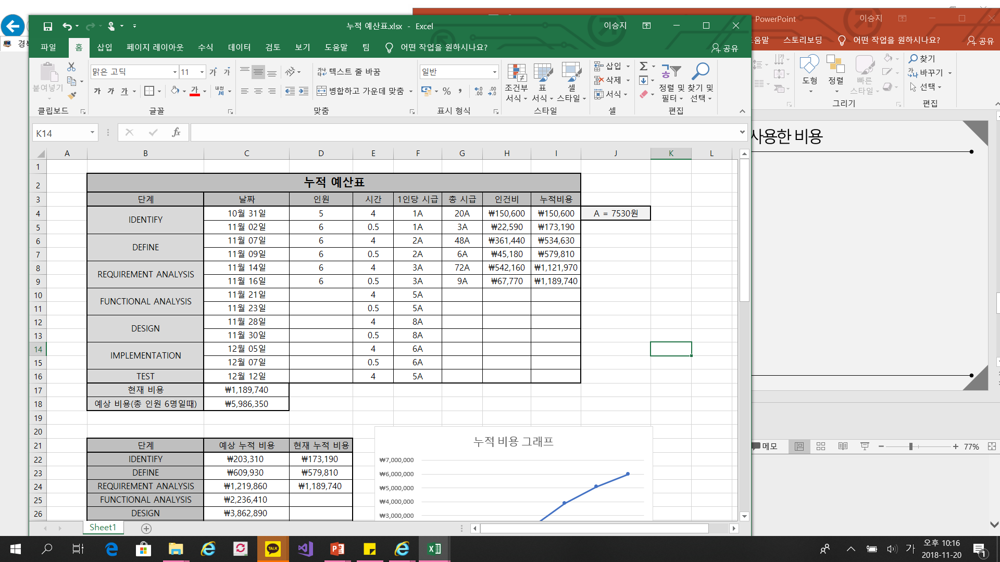 누적 예산표.xlsx - Excel
이승지
PowerPoint
이승지
파일 홈 삽입 페이지 레이아웃 수식 데이터 검토 보기 도움말 팀 어떤 작업을 원하시나요? 공유
스토리보딩 어떤 작업을 원하시나요? 공유
붙여넣기
맑은 고딕 11
텍스트 줄 바꿈
병합하고 가운데 맞춤
일반
조건부 서식
표 서식
셀 스타일
삽입
삭제
서식
정렬 및 필터
찾기 및 선택
클립보드 글꼴 맞춤 표시 형식 스타일 셀 편집
도형 정렬 빠른 스타일
찾기
바꾸기
선택
그리기 편집
K14
fx
사용한 비용
A B C D E F G H I J K L
1
2 누적 예산표
3 단계 날짜 인원 시간 1인당 시급 총 시급 인건비 누적비용
4 IDENTIFY 10월 31일 5 4 1A 20A ₩150,600 ₩150,600 A = 7530원
5 11월 02일 6 0.5 1A 3A ₩22,590 ₩173,190
6 DEFINE 11월 07일 6 4 2A 48A ₩361,440 ₩534,630
7 11월 09일 6 0.5 2A 6A ₩45,180 ₩579,810
8 REQUIREMENT ANALYSIS 11월 14일 6 4 3A 72A ₩542,160 ₩1,121,970
9 11월 16일 6 0.5 3A 9A ₩67,770 ₩1,189,740
10 FUNCTIONAL ANALYSIS 11월 21일 4 5A
11 11월 23일 0.5 5A
12 DESIGN 11월 28일 4 8A
13 11월 30일 0.5 8A
14 IMPLEMENTATION 12월 05일 4 6A
15 12월 07일 0.5 6A
16 TEST 12월 12일 4 5A
17 현재 비용 ₩1,189,740
18 예상 비용(총 인원 6명일때) ₩5,986,350
19
20
21 단계 예상 누적 비용 현재 누적 비용
22 IDENTIFY ₩203,310 ₩173,190
23 DEFINE ₩609,930 ₩579,810
24 REQUIREMENT ANALYSIS ₩1,219,860 ₩1,189,740
25 FUNCTIONAL ANALYSIS ₩2,236,410
26 DESIGN ₩3,862,890
누적 비용 그래프
₩7,000,000
₩6,000,000
₩5,000,000
₩4,000,000
₩3,000,000
메모 77%
Sheet1
TALK
가
오후 10:16
2018-11-20
1